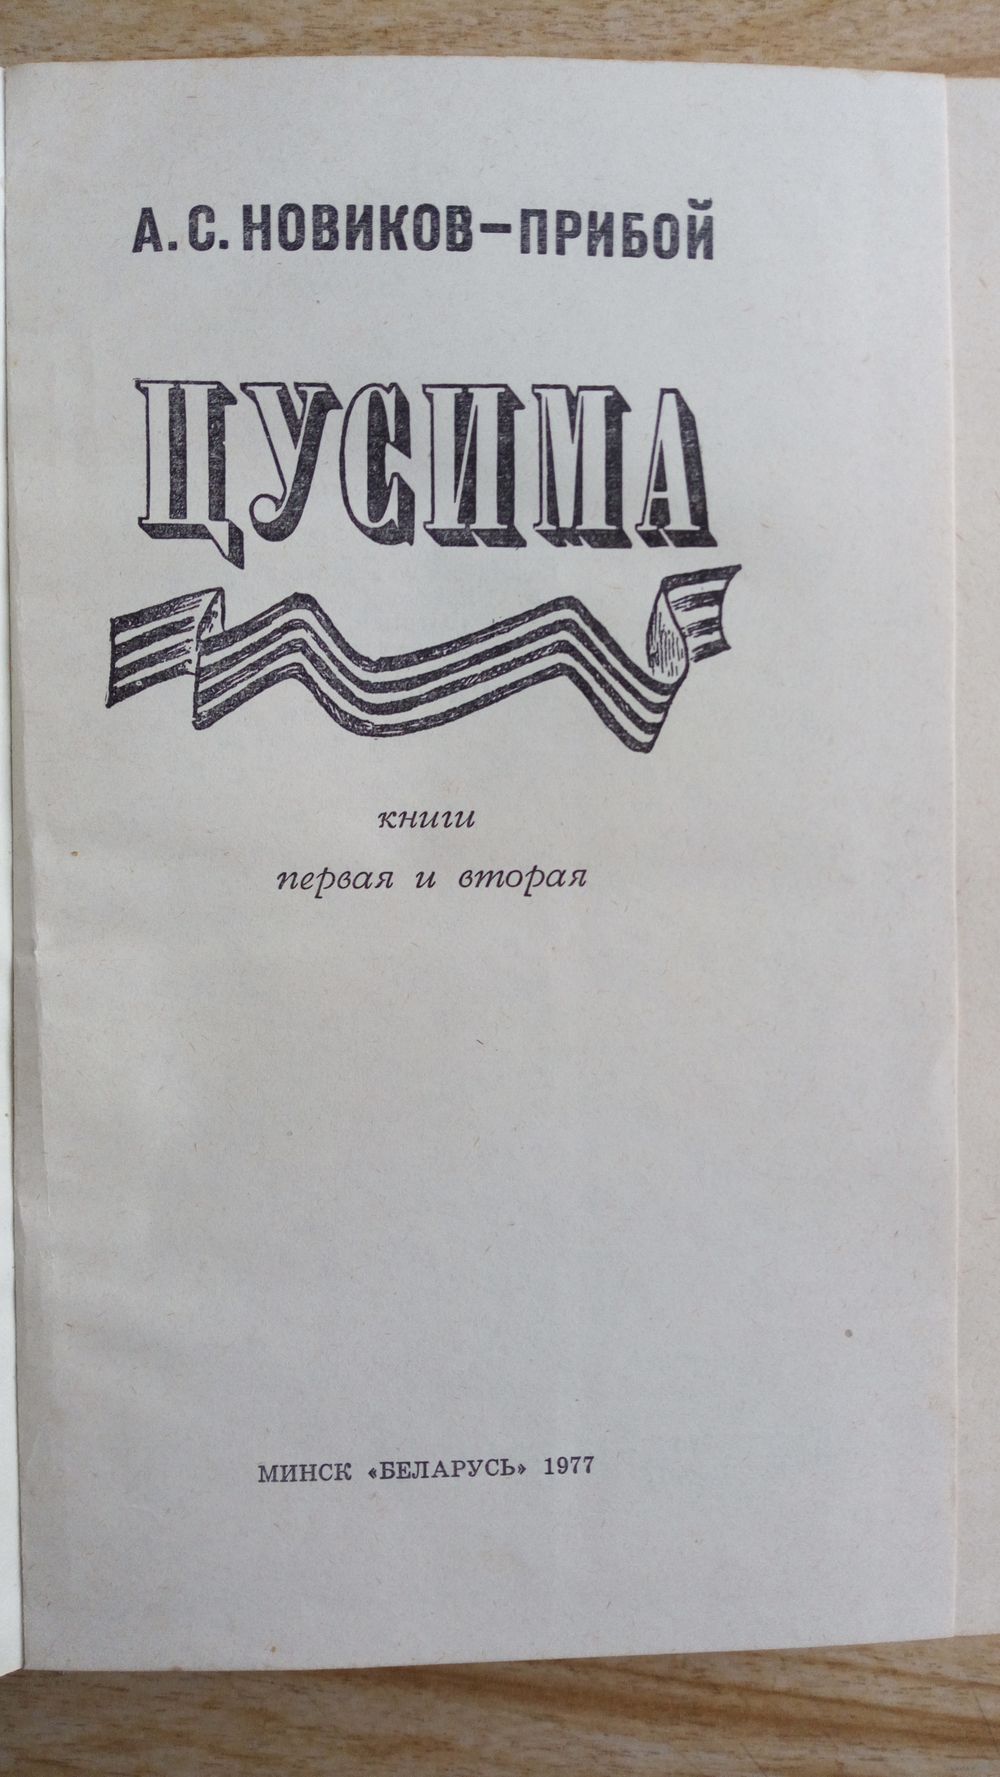 А. С. НОВИКОВ-ПРИБОЙ
ЦУСИМА
книги
первая и вторая
МИНСК «БЕЛАРУСЬ» 1977